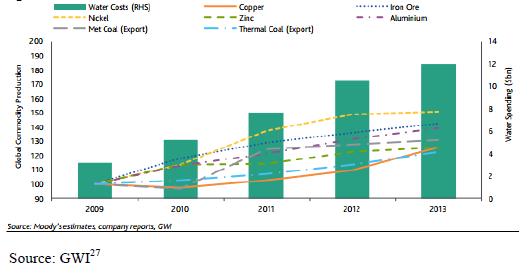 Water Costs (RHS) Copper Iron Ore
Nickel Zinc Aluminium
Met Coal (Export) Thermal Coal (Export)
Global Commodity Production
200
190
180
170
160
150
140
130
120
110
100
90
14
12
10
8
6
4
2
0
Water Spending ($bn)
2009 2010 2011 2012 2013
Source: Moody's estimates, company reports, GWI
Source: GWI27